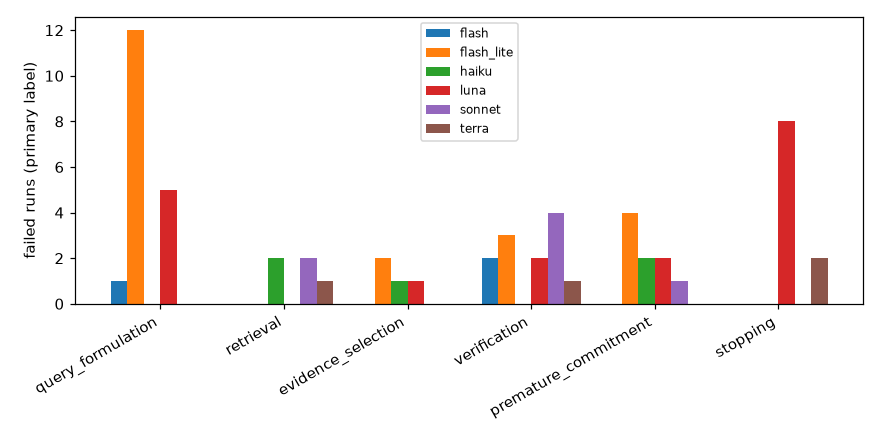 failed runs (primary label)
12
10
8
6
4
2
0
flash
flash_lite
haiku
luna
sonnet
terra
query_formulation
retrieval
evidence_selection
verification
premature_commitment
stopping